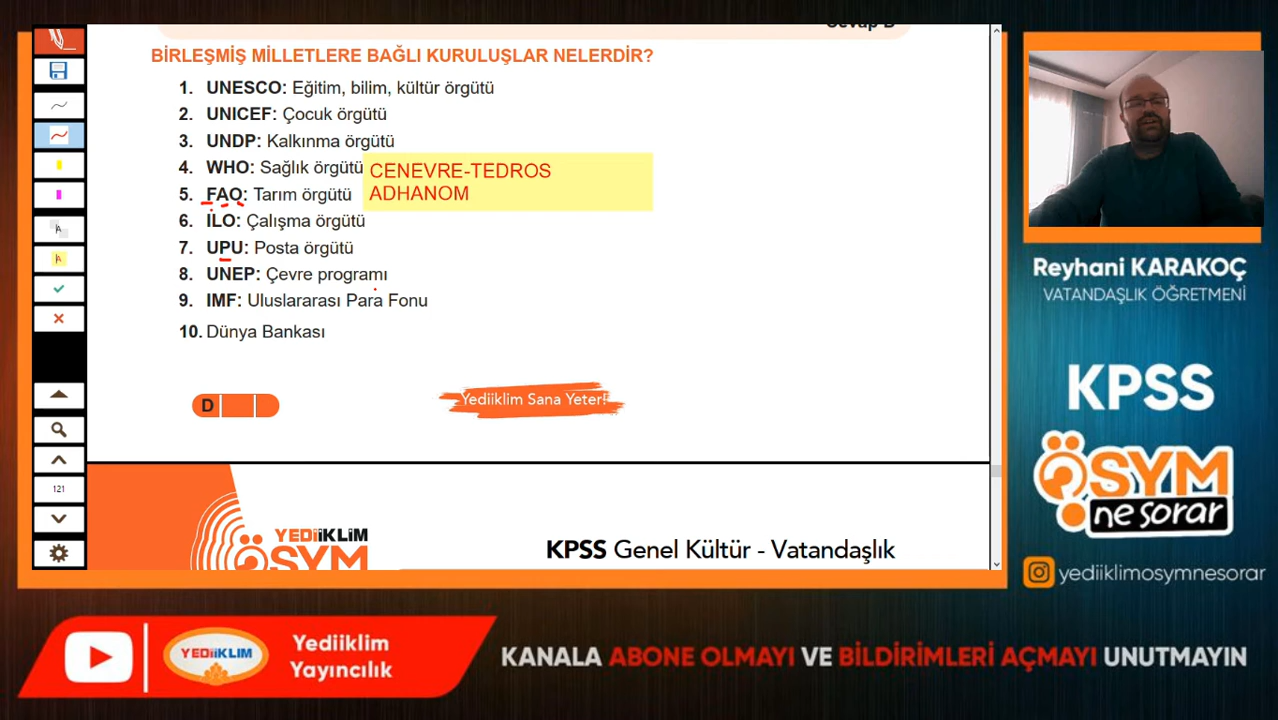 Cevap B
BİRLEŞMİŞ MİLLETLERE BAĞLI KURULUŞLAR NELERDİR?
1. UNESCO: Eğitim, bilim, kültür örgütü
2. UNICEF: Çocuk örgütü
3. UNDP: Kalkınma örgütü
4. WHO: Sağlık örgütü
CENEVRE-TEDROS
ADHANOM
5. FAO: Tarım örgütü
6. İLO: Çalışma örgütü
7. UPU: Posta örgütü
8. UNEP: Çevre programı
9. IMF: Uluslararası Para Fonu
10. Dünya Bankası
D
Yediiklim Sana Yeter!
121
YEDİİKLİM
ÖSYM
KPSS Genel Kültür - Vatandaşlık
Reyhani KARAKOÇ
VATANDAŞLIK ÖĞRETMENİ
KPSS
ÖSYM
ne sorar
yediiklimosymnesorar
YEDİİKLİM
Yediiklim
Yayıncılık
KANALA ABONE OLMAYI VE BİLDİRİMLERİ AÇMAYI UNUTMAYIN